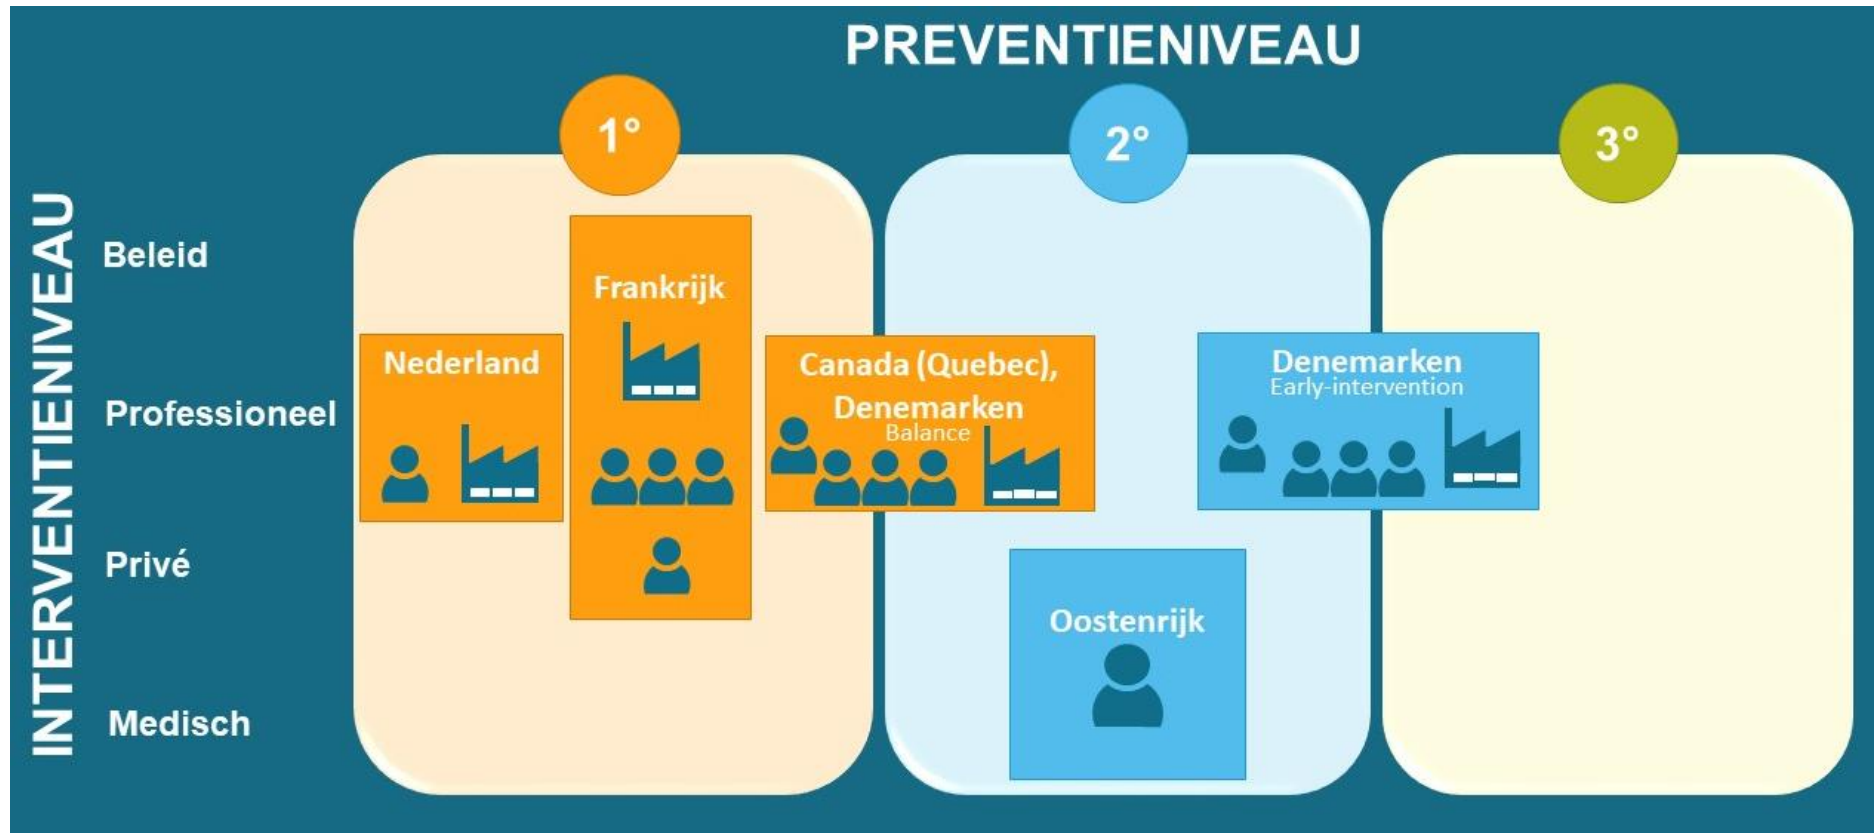 PREVENTIENIVEAU
1°
2°
3°
INTERVENTIENIVEAU
Beleid
Professioneel
Privé
Medisch
Frankrijk
Nederland
Canada (Quebec),
Denemarken
Balance
Denemarken
Early-intervention
Oostenrijk